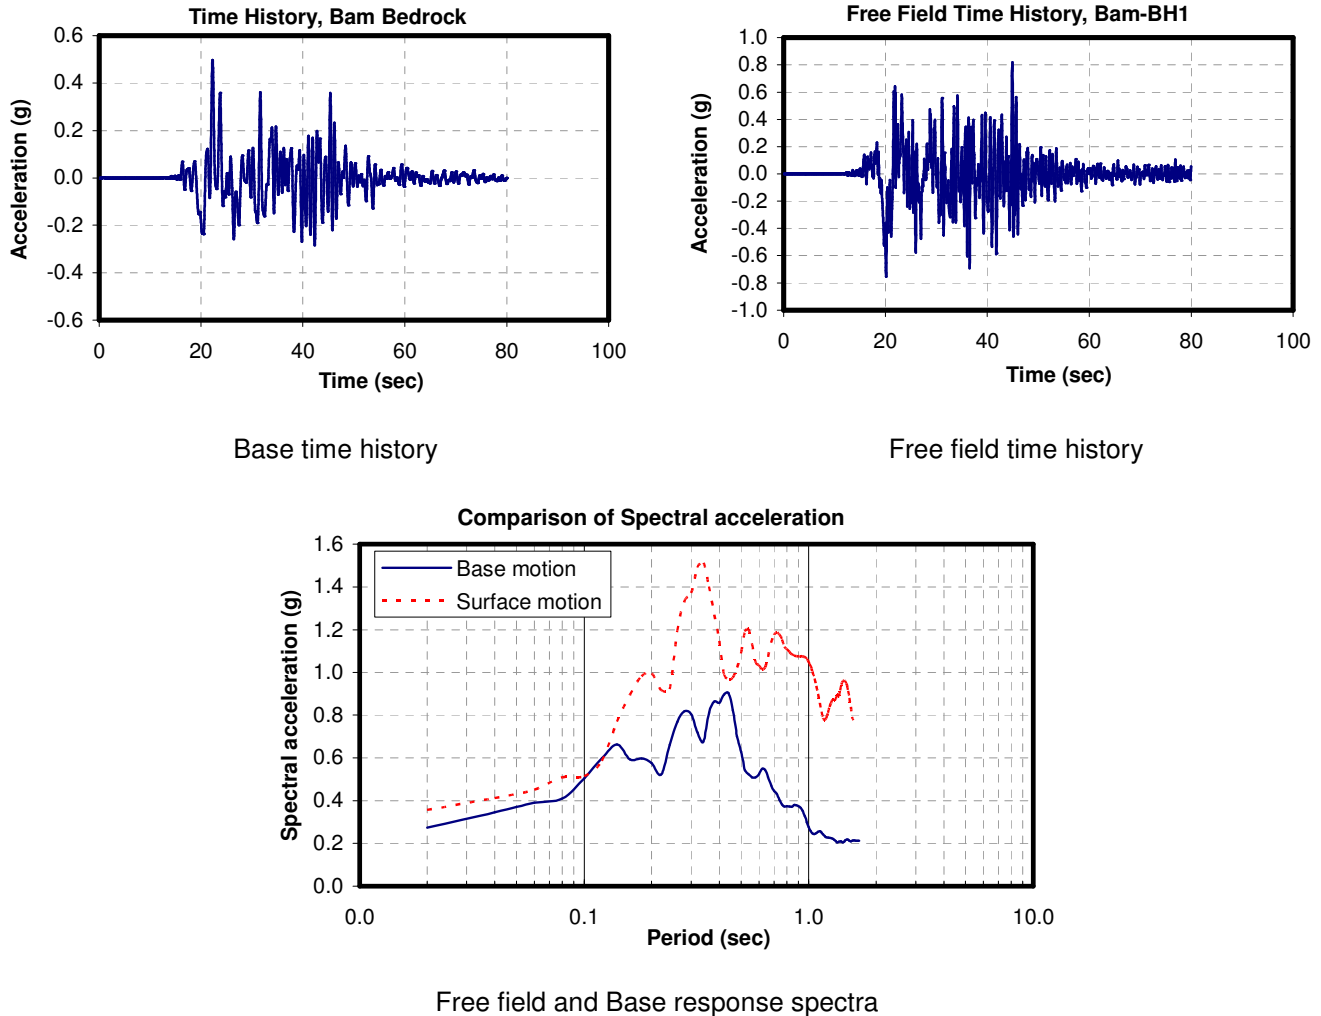 Time History, Bam Bedrock
0.6
0.4
0.2
0.0
-0.2
-0.4
-0.6
Acceleration (g)
0 20 40 60 80 100
Time (sec)
Free Field Time History, Bam-BH1
1.0
0.8
0.6
0.4
0.2
0.0
-0.2
-0.4
-0.6
-0.8
-1.0
Acceleration (g)
0 20 40 60 80 100
Time (sec)
Base time history
Free field time history
Comparison of Spectral acceleration
1.6
1.4
1.2
1.0
0.8
0.6
0.4
0.2
0.0
Spectral acceleration (g)
Base motion
Surface motion
0.0 0.1 1.0 10.0
Period (sec)
Free field and Base response spectra